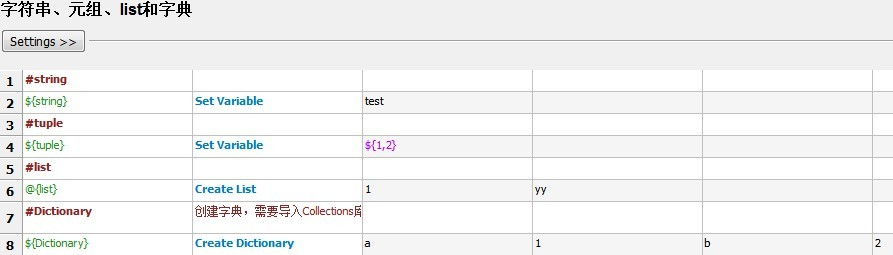 字符串、元组、list和字典
Settings >>
1 #string
2 ${string} Set Variable test
3 #tuple
4 ${tuple} Set Variable ${1,2}
5 #list
6 @{list} Create List 1 yy
7 #Dictionary 创建字典，需要导入Collections库
8 ${Dictionary} Create Dictionary a 1 b 2